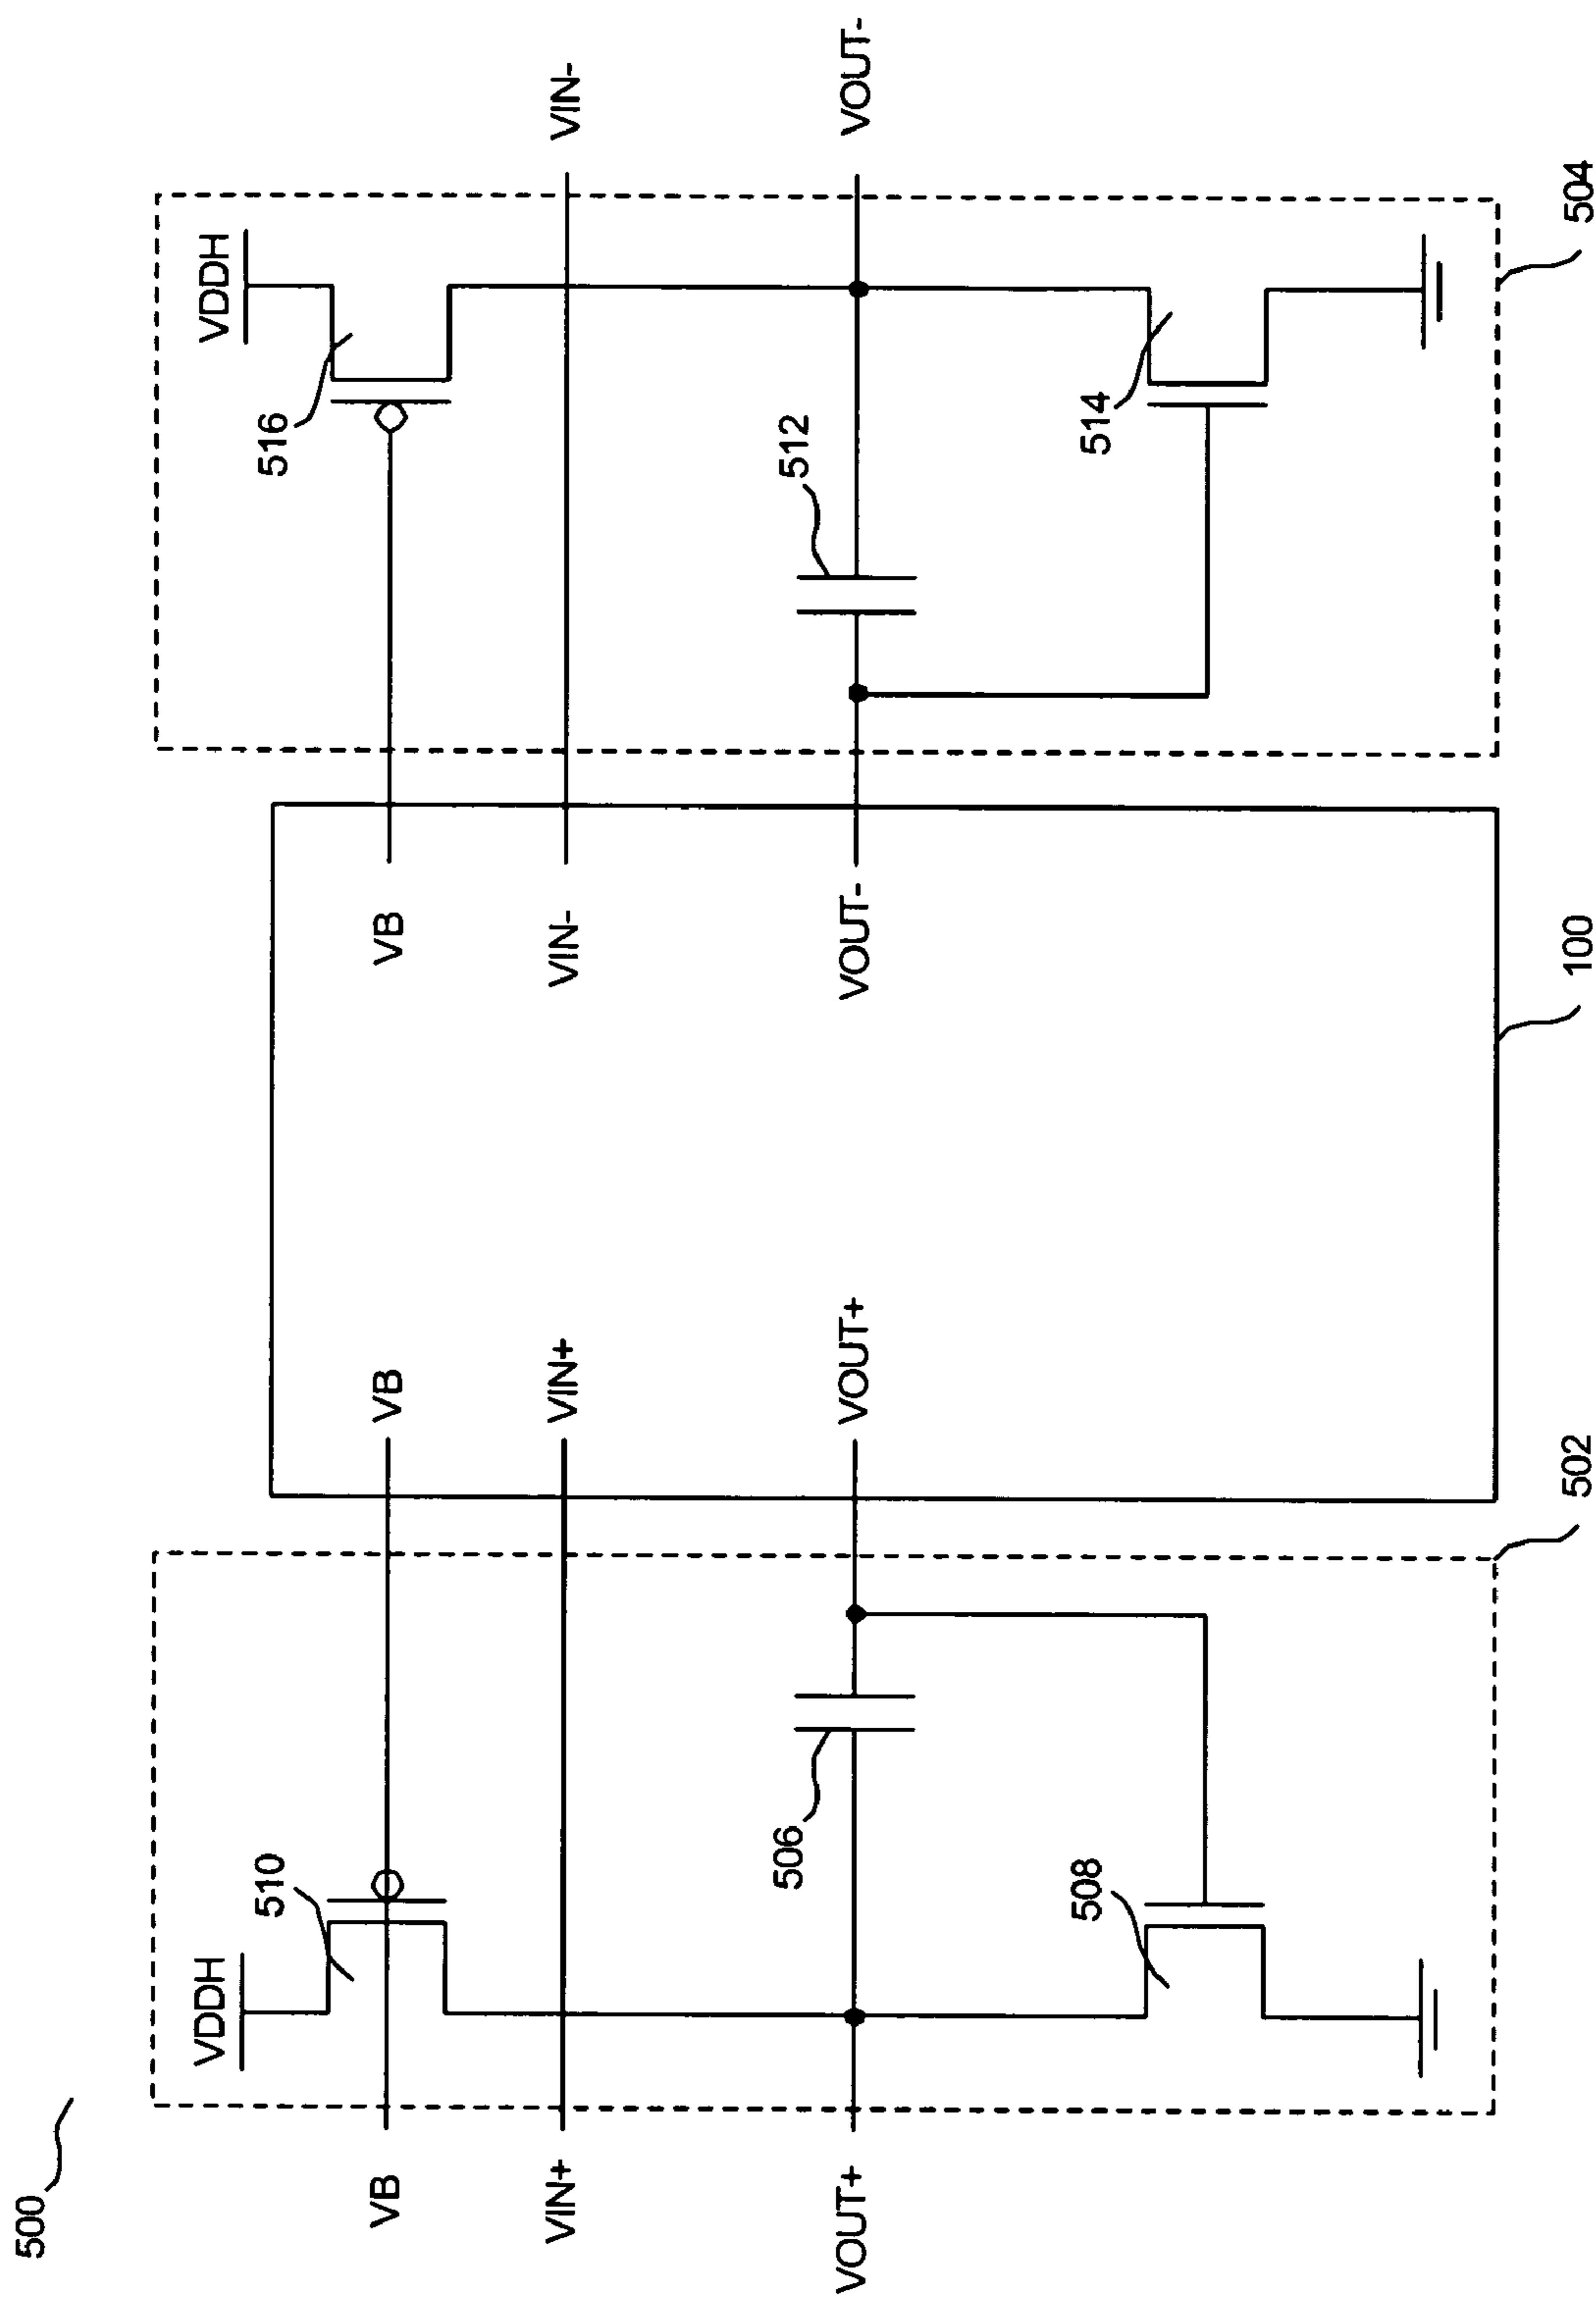 500
VDDH
510
VB
VB
VIN+
VIN+
VOUT+
506
VOUT+
508
502
VB
VIN-
VOUT-
100
VDDH
516
VIN-
512
VOUT-
514
504